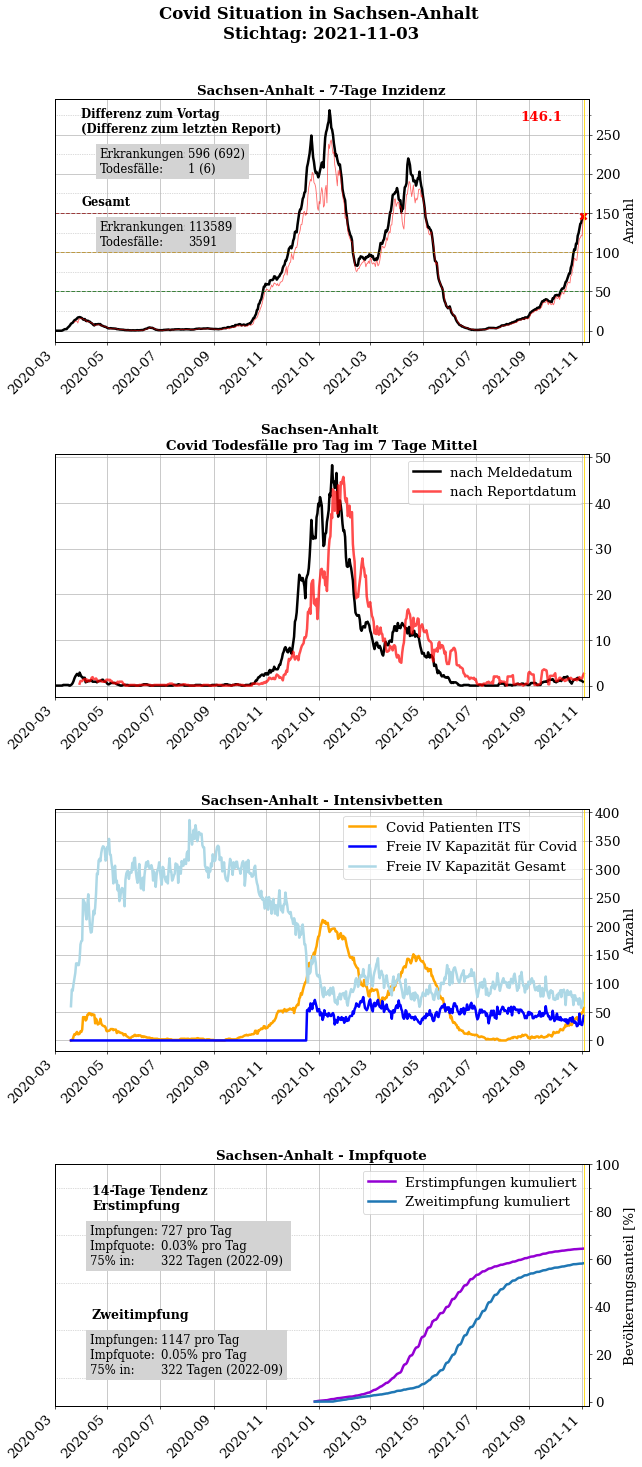 Covid Situation in Sachsen-Anhalt
Stichtag: 2021-11-03
Sachsen-Anhalt - 7-Tage Inzidenz
Differenz zum Vortag
(Differenz zum letzten Report)
Erkrankungen 596 (692)
Todesfälle: 1 (6)
Gesamt
Erkrankungen 113589
Todesfälle: 3591
146.1
250
200
150
100
50
0
Anzahl
2020-03
2020-05
2020-07
2020-09
2020-11
2021-01
2021-03
2021-05
2021-07
2021-09
2021-11
Sachsen-Anhalt
Covid Todesfälle pro Tag im 7 Tage Mittel
nach Meldedatum
nach Reportdatum
50
40
30
20
10
0
2020-03
2020-05
2020-07
2020-09
2020-11
2021-01
2021-03
2021-05
2021-07
2021-09
2021-11
Sachsen-Anhalt - Intensivbetten
Covid Patienten ITS
Freie IV Kapazität für Covid
Freie IV Kapazität Gesamt
400
350
300
250
200
150
100
50
0
Anzahl
2020-03
2020-05
2020-07
2020-09
2020-11
2021-01
2021-03
2021-05
2021-07
2021-09
2021-11
Sachsen-Anhalt - Impfquote
14-Tage Tendenz
Erstimpfung
Impfungen: 727 pro Tag
Impfquote: 0.03% pro Tag
75% in: 322 Tagen (2022-09)
Zweitimpfung
Impfungen: 1147 pro Tag
Impfquote: 0.05% pro Tag
75% in: 322 Tagen (2022-09)
Erstimpfungen kumuliert
Zweitimpfung kumuliert
100
80
60
40
20
0
Bevölkerungsanteil [%]
2020-03
2020-05
2020-07
2020-09
2020-11
2021-01
2021-03
2021-05
2021-07
2021-09
2021-11